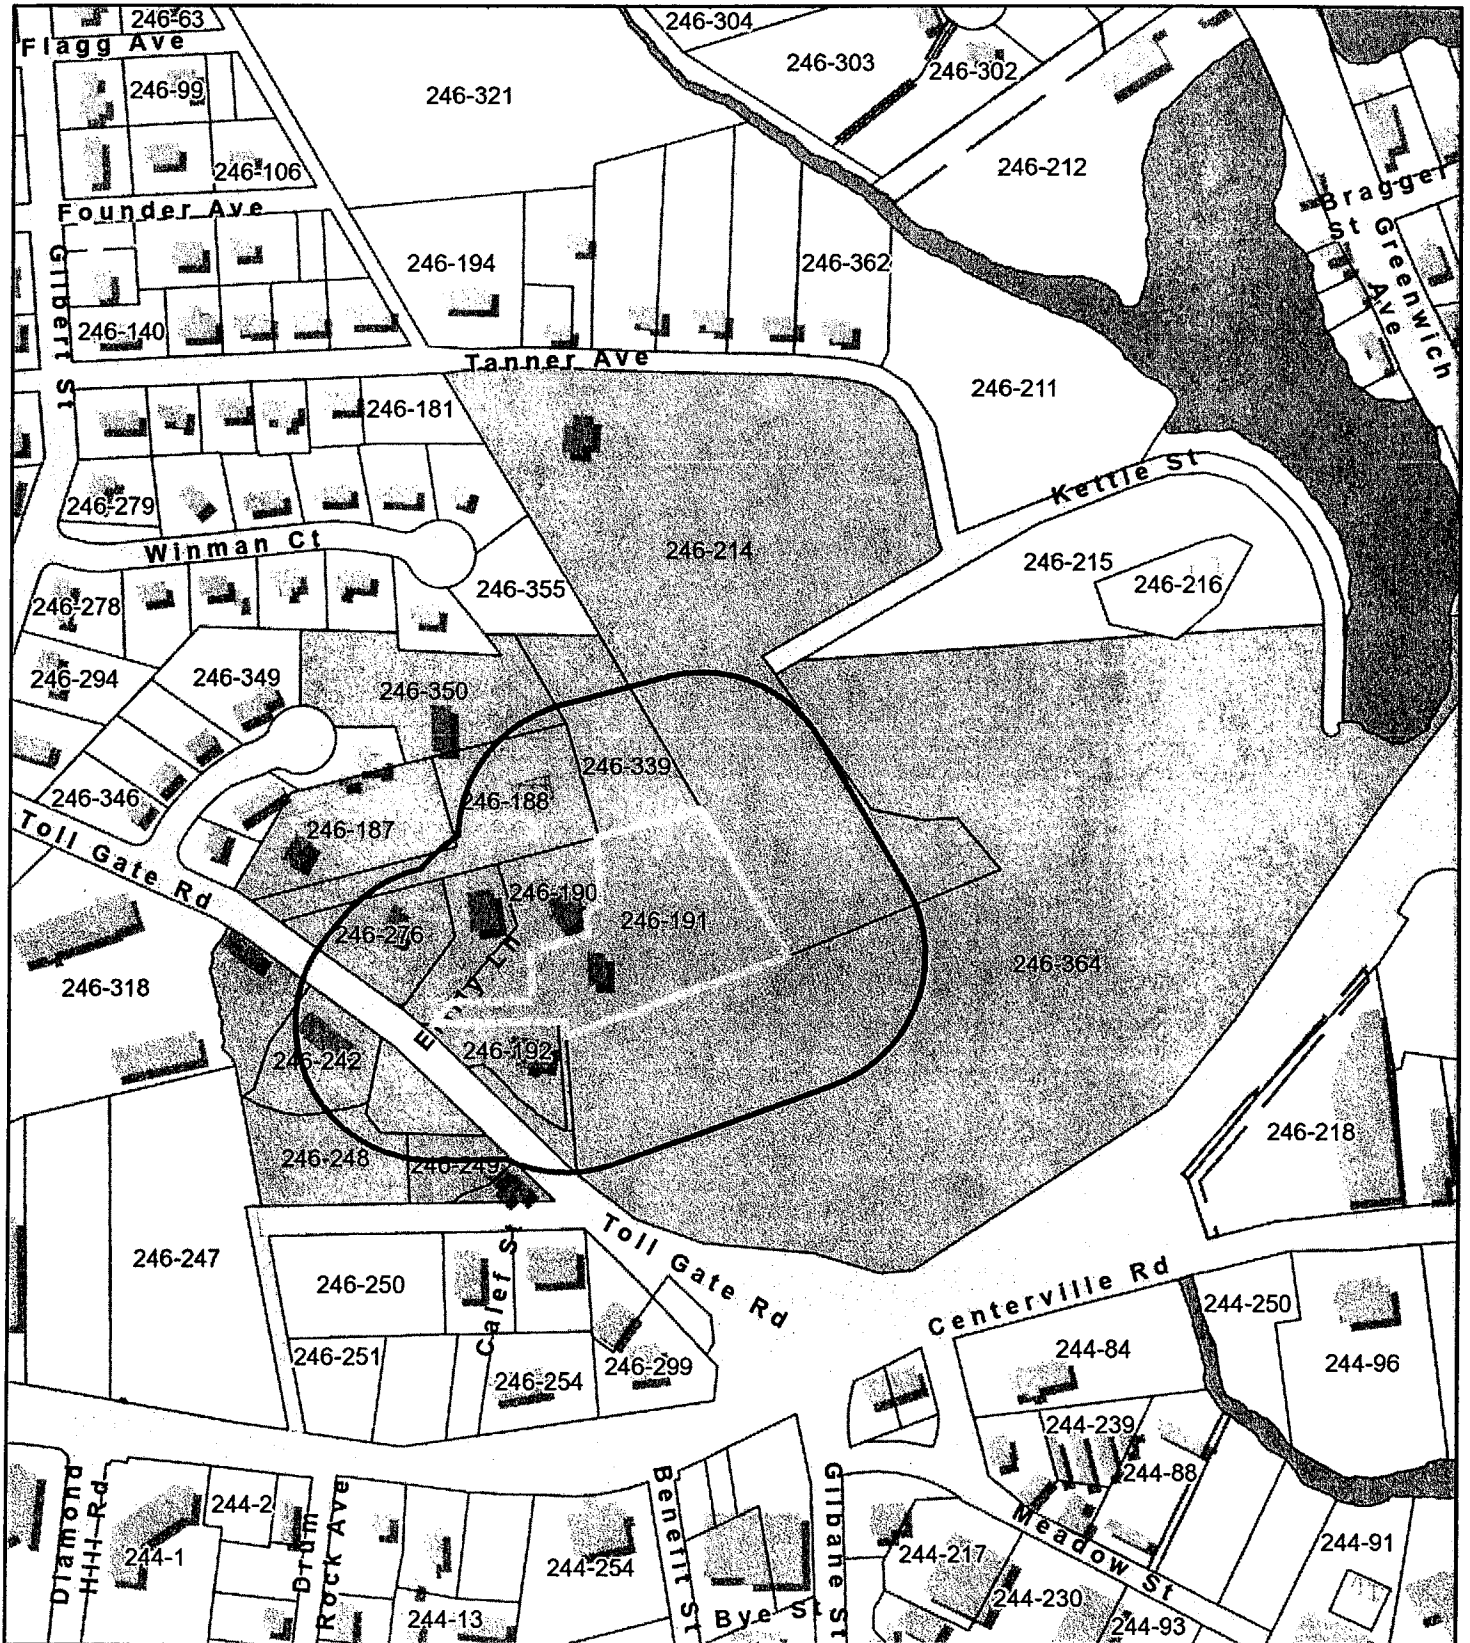 246-63
246-304
Flagg Ave
246-303
246-302
246-99
246-321
246-106
246-212
Founder Ave
Bragger
St
Gilbert St
246-194
246-362
Greenwich
Ave
246-140
Tanner Ave
246-181
246-211
Kettle St
246-279
Winman Ct
246-214
246-215
246-216
246-355
246-278
246-294
246-349
246-350
246-339
246-346
246-188
246-187
Toll Gate Rd
246-190
246-191
246-276
246-364
246-318
246-192
246-242
246-218
246-248
246-249
Toll Gate Rd
246-247
246-250
Calef St
Centerville Rd
244-250
246-251
246-254
246-299
244-84
244-96
244-239
244-88
Diamond
Hill Rd
244-2
Drum
Rock Ave
Benefit St
Gilbane St
Meadow St
244-1
244-254
244-217
244-91
244-13
Bye St
244-230
244-93